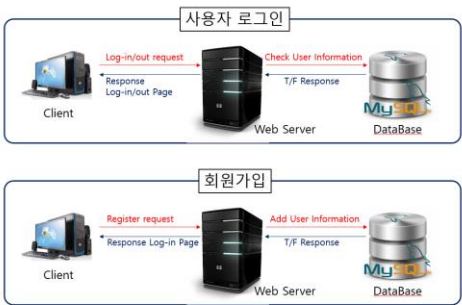 사용자 로그인
Log-in/out request
Check User Information
Response
Log-in/out Page
T/F Response
MySQL
Client
Web Server
DataBase
회원가입
Register request
Add User Information
Response Log-in Page
T/F Response
MySQL
Client
Web Server
DataBase